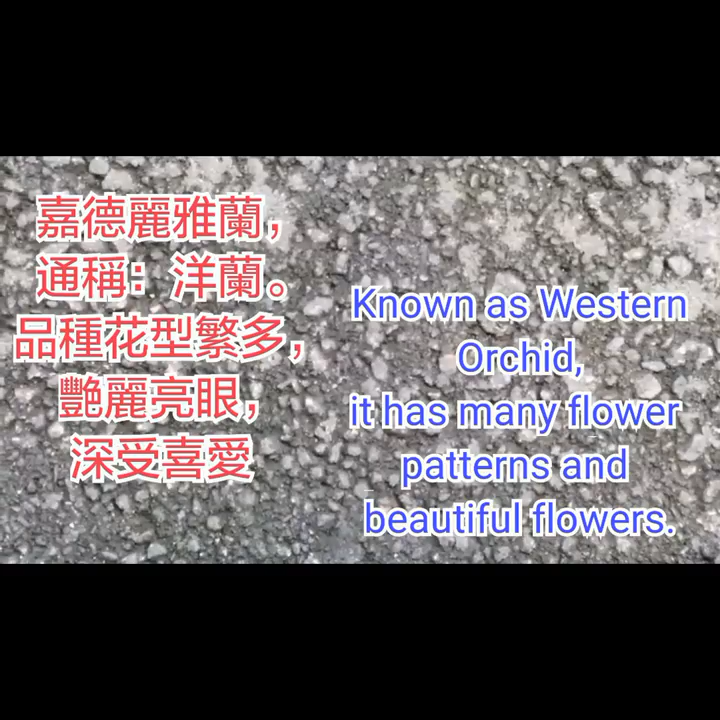 嘉德麗雅蘭，
通稱：洋蘭。
品種花型繁多，
艷麗亮眼，
深受喜愛
Known as Western
Orchid,
it has many flower
patterns and
beautiful flowers.